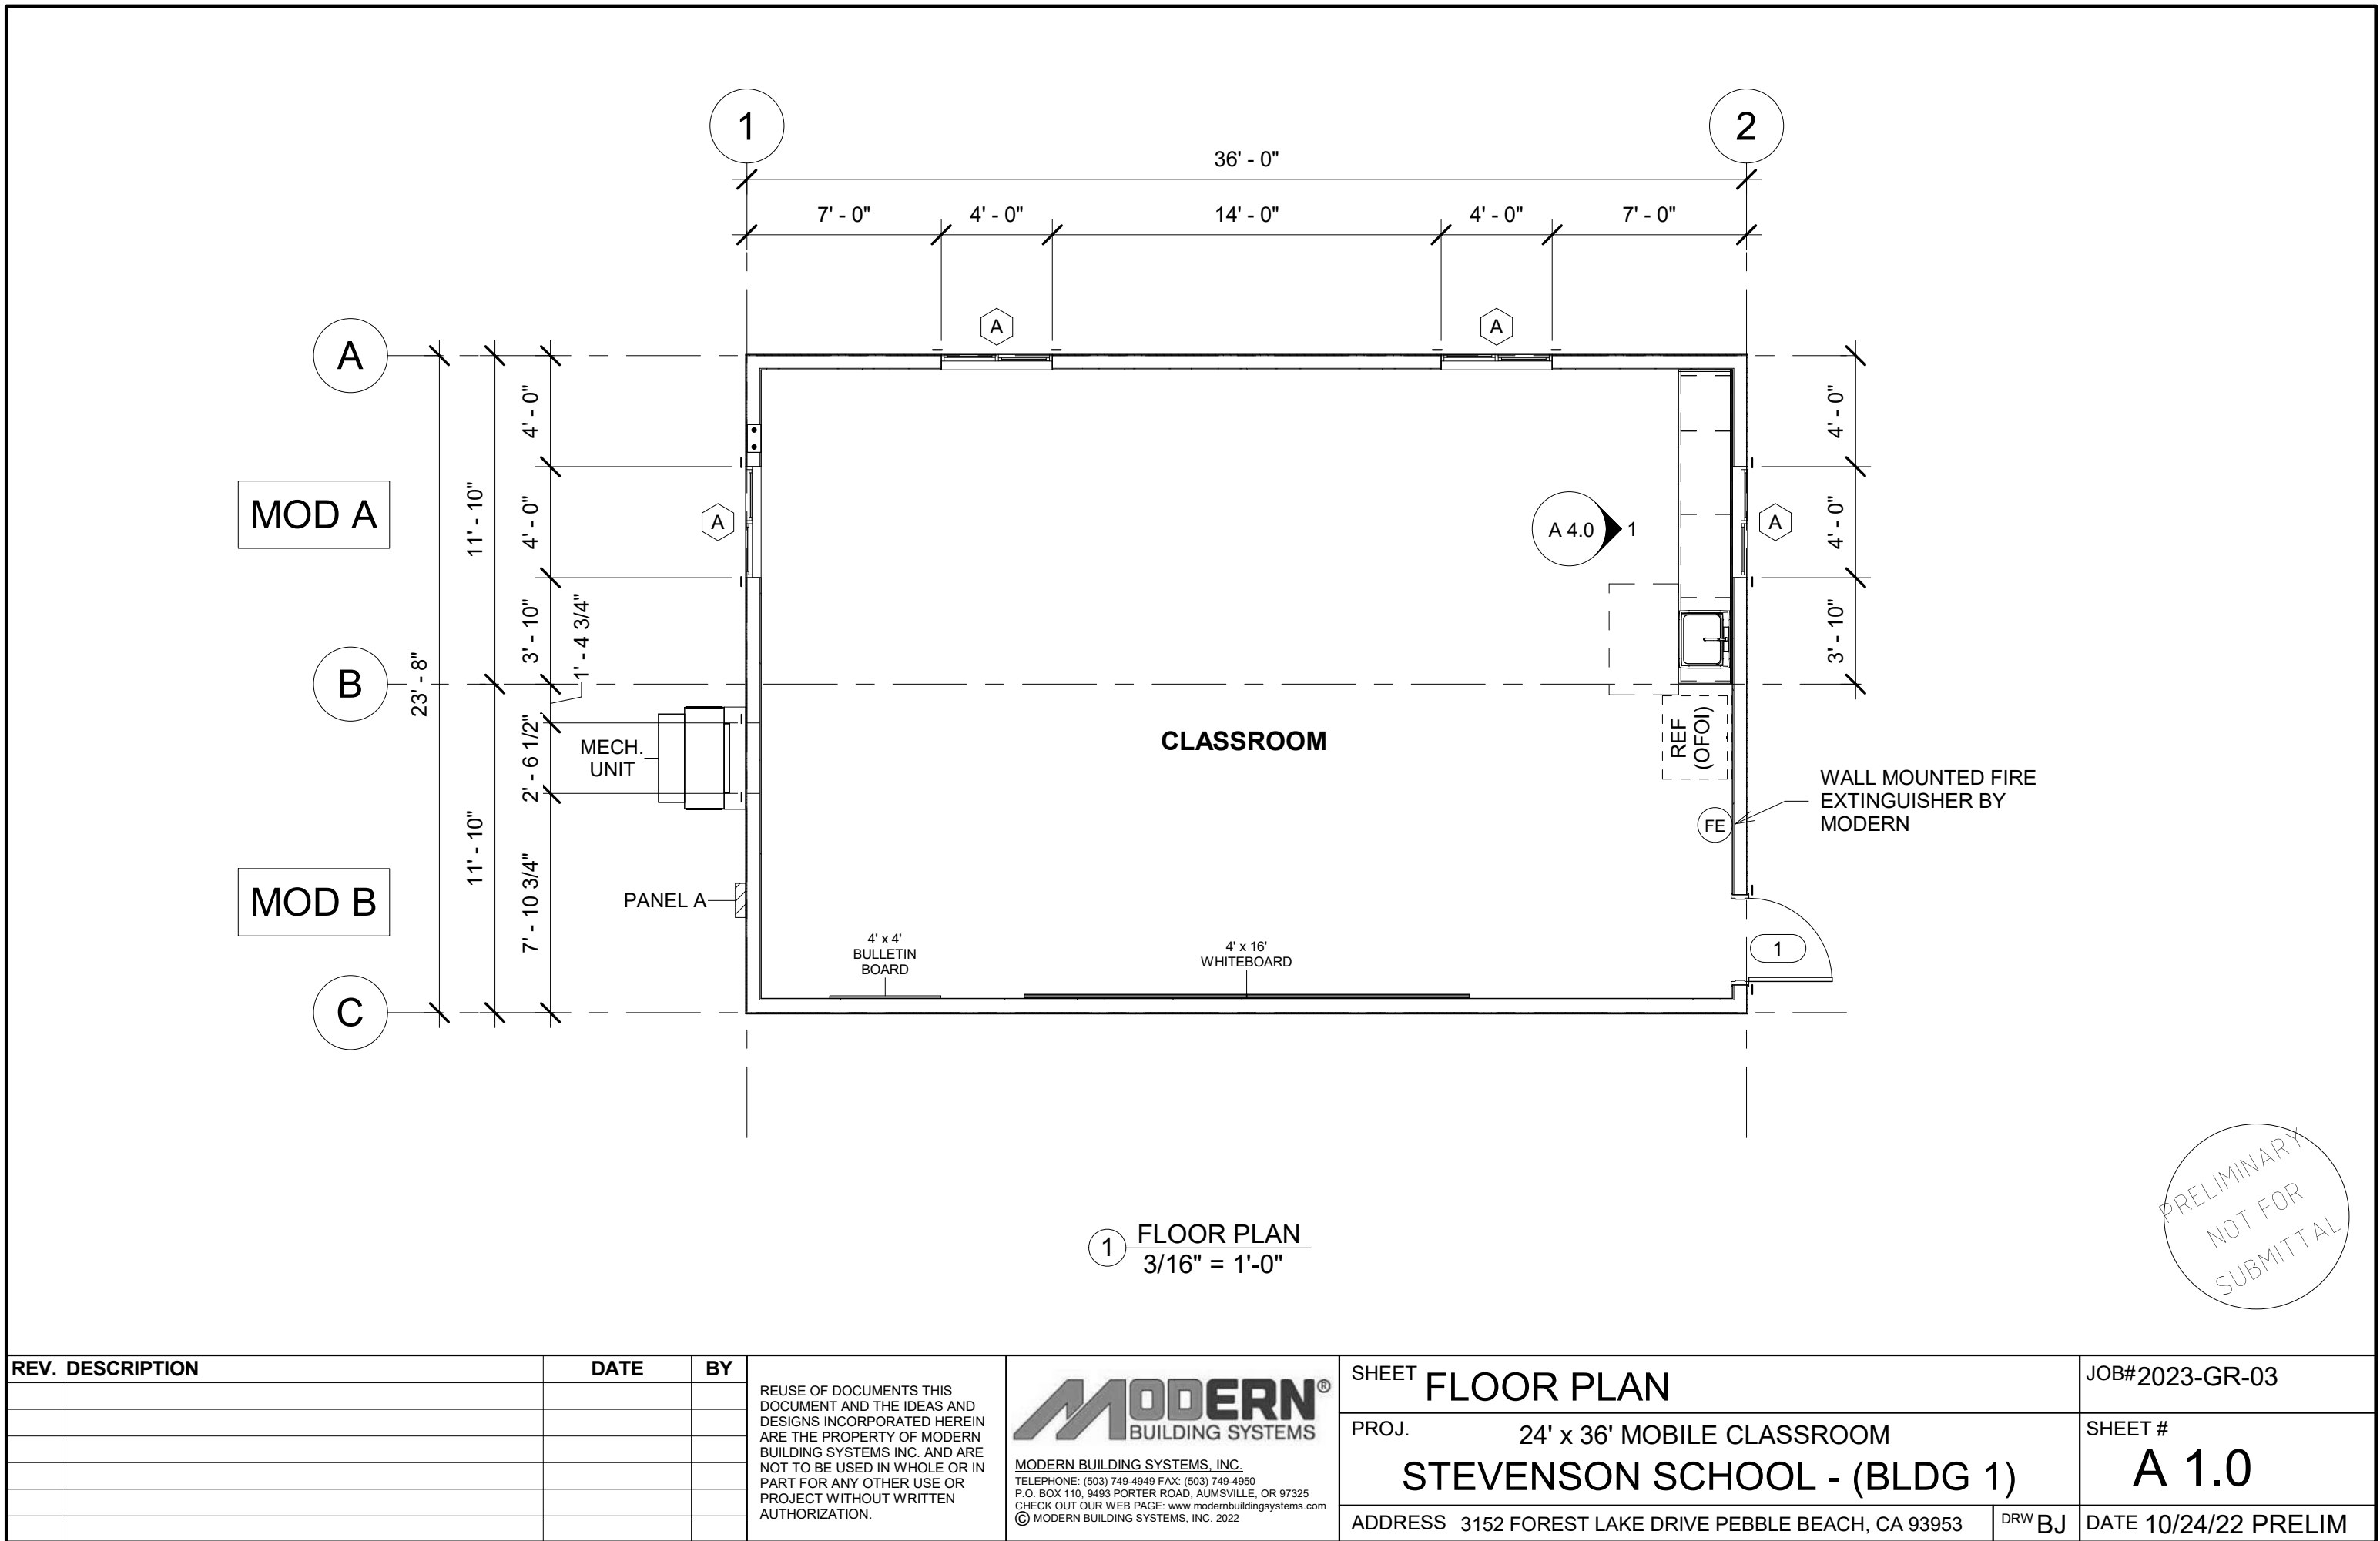 1
2
36' - 0"
7' - 0"
4' - 0"
14' - 0"
4' - 0"
7' - 0"
A
A
A
B
C
MOD A
MOD B
23' - 8"
11' - 10"
11' - 10"
4' - 0"
4' - 0"
3' - 10"
1' - 4 3/4"
2' - 6 1/2"
7' - 10 3/4"
A
A
4' - 0"
4' - 0"
3' - 10"
A 4.0
1
MECH.
UNIT
PANEL A
CLASSROOM
REF
(OFOI)
FE
WALL MOUNTED FIRE
EXTINGUISHER BY
MODERN
1
4' x 4'
BULLETIN
BOARD
4' x 16'
WHITEBOARD
1
FLOOR PLAN
3/16" = 1'-0"
PRELIMINARY
NOT FOR
SUBMITTAL
REV. DESCRIPTION DATE BY
REUSE OF DOCUMENTS THIS
DOCUMENT AND THE IDEAS AND
DESIGNS INCORPORATED HEREIN
ARE THE PROPERTY OF MODERN
BUILDING SYSTEMS INC. AND ARE
NOT TO BE USED IN WHOLE OR IN
PART FOR ANY OTHER USE OR
PROJECT WITHOUT WRITTEN
AUTHORIZATION.
MODERN®
BUILDING SYSTEMS
MODERN BUILDING SYSTEMS, INC.
TELEPHONE: (503) 749-4949 FAX: (503) 749-4950
P.O. BOX 110, 9493 PORTER ROAD, AUMSVILLE, OR 97325
CHECK OUT OUR WEB PAGE: www.modernbuildingsystems.com
© MODERN BUILDING SYSTEMS, INC. 2022
SHEET FLOOR PLAN
PROJ. 24' x 36' MOBILE CLASSROOM
STEVENSON SCHOOL - (BLDG 1)
ADDRESS 3152 FOREST LAKE DRIVE PEBBLE BEACH, CA 93953
DRW BJ
JOB# 2023-GR-03
SHEET #
A 1.0
DATE 10/24/22 PRELIM